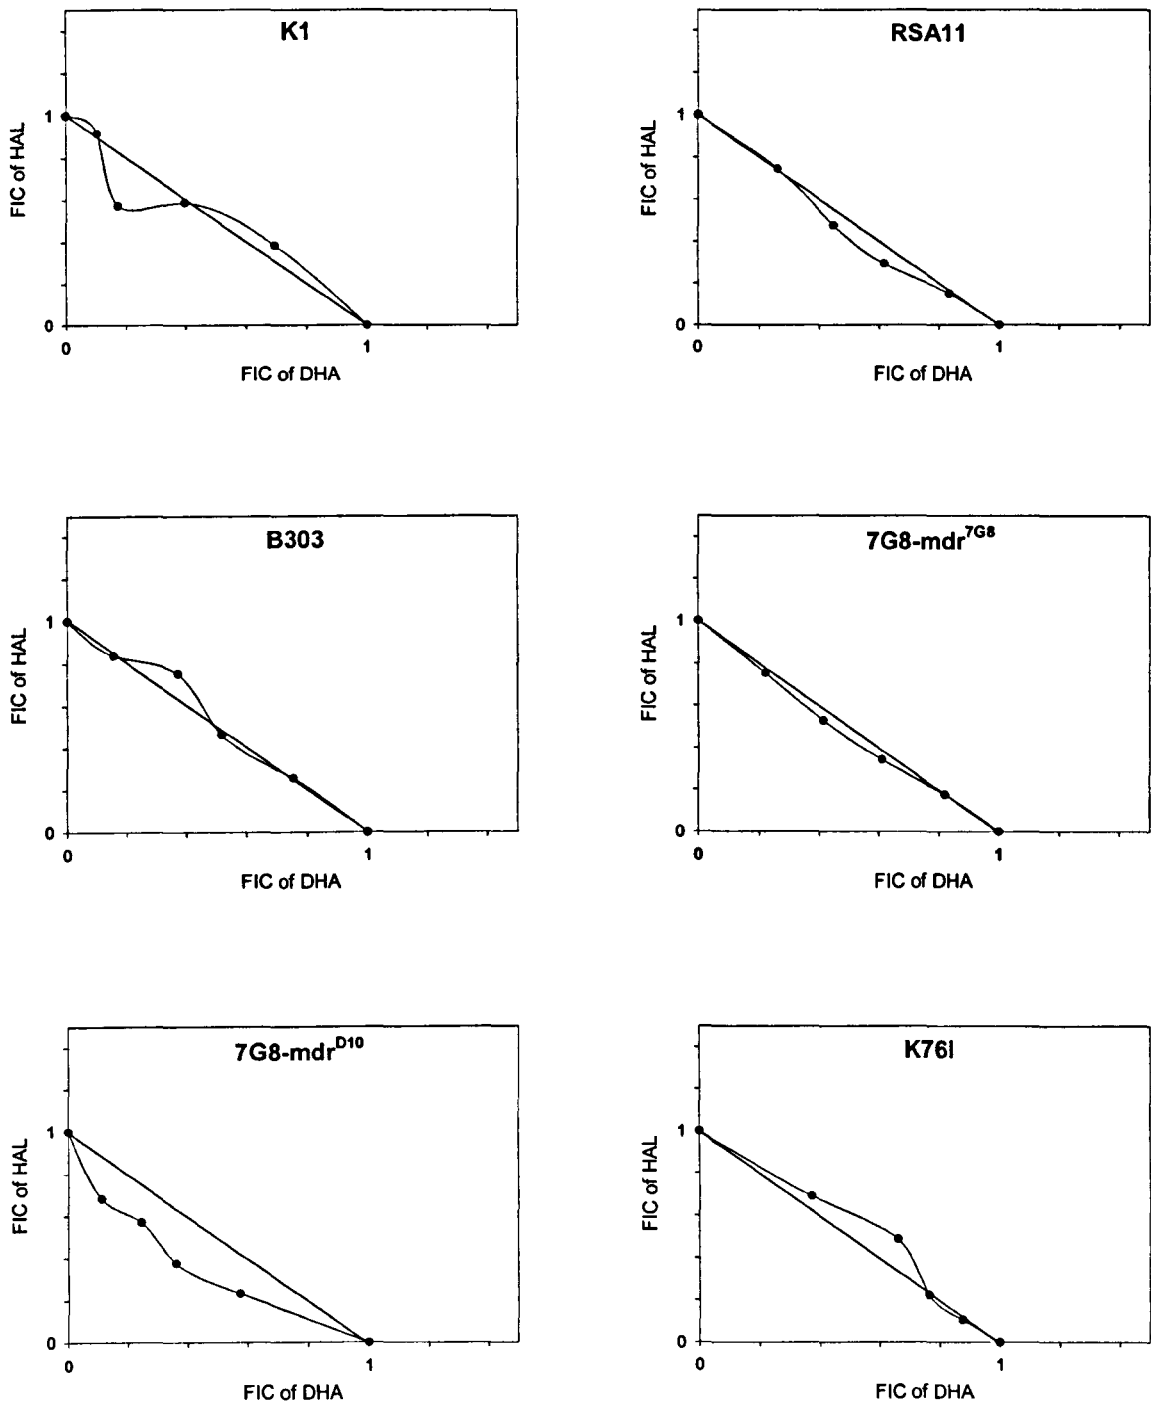 K1
1
FIC of HAL
0
0
1
FIC of DHA
RSA11
1
FIC of HAL
0
0
1
FIC of DHA
B303
1
FIC of HAL
0
0
1
FIC of DHA
7G8-mdr7G8
1
FIC of HAL
0
0
1
FIC of DHA
7G8-mdrD10
1
FIC of HAL
0
0
1
FIC of DHA
K76I
1
FIC of HAL
0
0
1
FIC of DHA